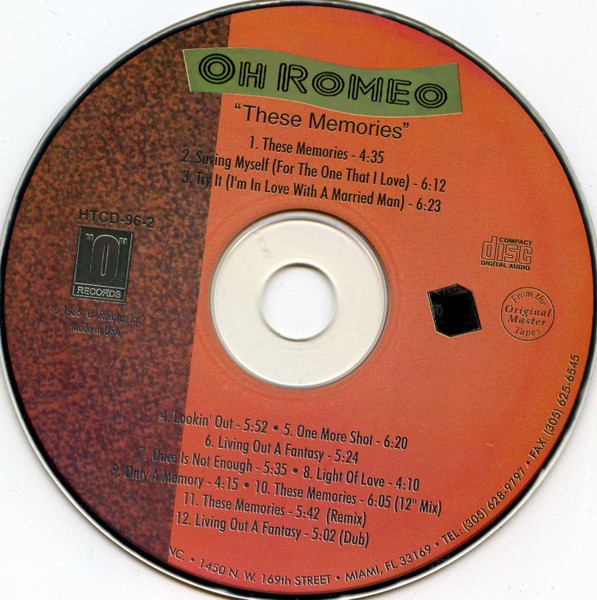 OH ROMEO
"These Memories"
1. These Memories - 4:35
2. Saving Myself (For The One That I Love) - 6:12
3. Try It (I'm In Love With A Married Man) - 6:23
HTCD-96-2
"O"
RECORDS
© 1986 "O" Records Inc.
Made in USA
COMPACT
disc
DIGITAL AUDIO
From the
Original
Master
Tapes
4. Lookin' Out - 5:52 • 5. One More Shot - 6:20
6. Living Out A Fantasy - 5:24
7. Once Is Not Enough - 5:35 • 8. Light Of Love - 4:10
9. Only A Memory - 4:15 • 10. These Memories - 6:05 (12" Mix)
11. These Memories - 5:42 (Remix)
12. Living Out A Fantasy - 5:02 (Dub)
NC. • 1450 N. W. 169th STREET • MIAMI, FL 33169 • TEL: (305) 628-9797 • FAX (305) 625-6545